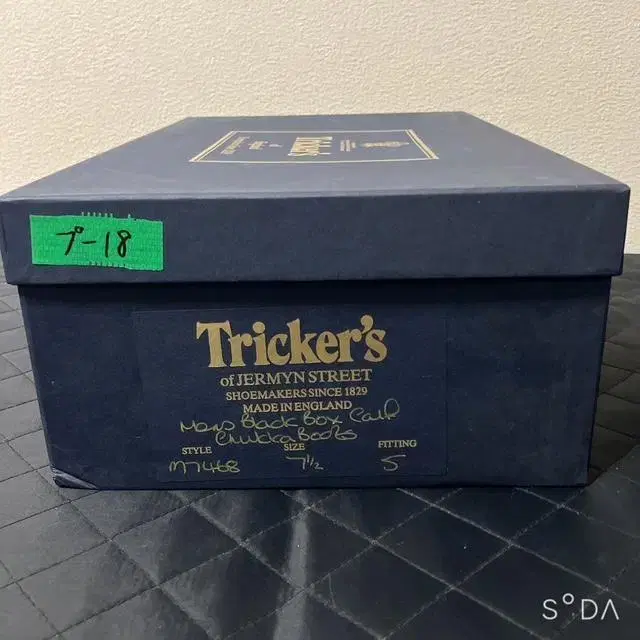 TRICKER'S
プ-18
Tricker's
of JERMYN STREET
SHOEMAKERS SINCE 1829
MADE IN ENGLAND
Mens Black Box Calf
Chukka Boots
STYLE SIZE FITTING
M7468 7½ 5
S°DA